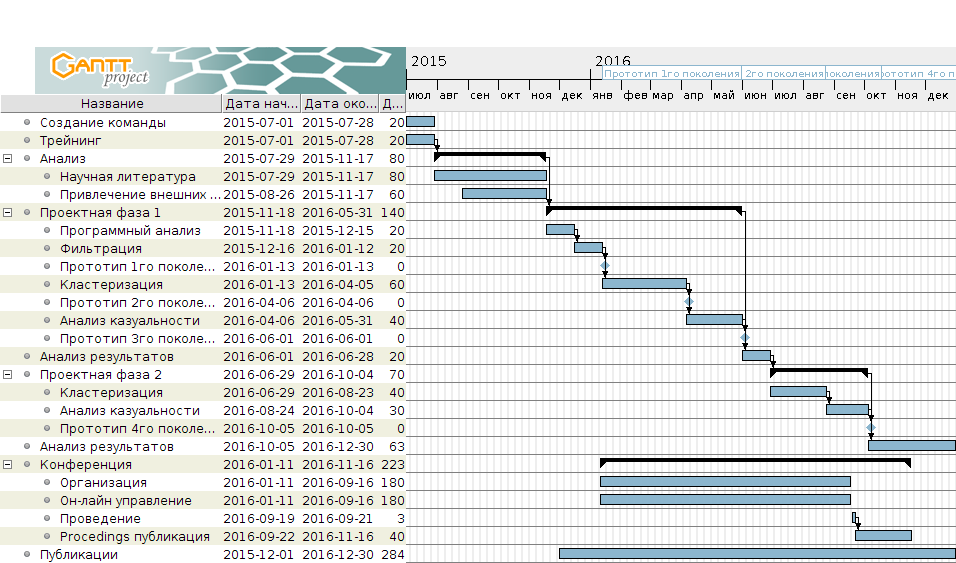 GANTT project
2015 2016
Прототип 1го поколения 2го поколения поколения ототип 4го п
июл авг сен окт ноя дек янв фев мар апр май июн июл авг сен окт ноя дек
Название Дата нач... Дата око... Д...
Создание команды 2015-07-01 2015-07-28 20
Трейнинг 2015-07-01 2015-07-28 20
Анализ 2015-07-29 2015-11-17 80
Научная литература 2015-07-29 2015-11-17 80
Привлечение внешних ... 2015-08-26 2015-11-17 60
Проектная фаза 1 2015-11-18 2016-05-31 140
Программный анализ 2015-11-18 2015-12-15 20
Фильтрация 2015-12-16 2016-01-12 20
Прототип 1го поколе... 2016-01-13 2016-01-13 0
Кластеризация 2016-01-13 2016-04-05 60
Прототип 2го поколе... 2016-04-06 2016-04-06 0
Анализ казуальности 2016-04-06 2016-05-31 40
Прототип 3го поколе... 2016-06-01 2016-06-01 0
Анализ результатов 2016-06-01 2016-06-28 20
Проектная фаза 2 2016-06-29 2016-10-04 70
Кластеризация 2016-06-29 2016-08-23 40
Анализ казуальности 2016-08-24 2016-10-04 30
Прототип 4го поколе... 2016-10-05 2016-10-05 0
Анализ результатов 2016-10-05 2016-12-30 63
Конференция 2016-01-11 2016-11-16 223
Организация 2016-01-11 2016-09-16 180
Он-лайн управление 2016-01-11 2016-09-16 180
Проведение 2016-09-19 2016-09-21 3
Procedings публикация 2016-09-22 2016-11-16 40
Публикации 2015-12-01 2016-12-30 284